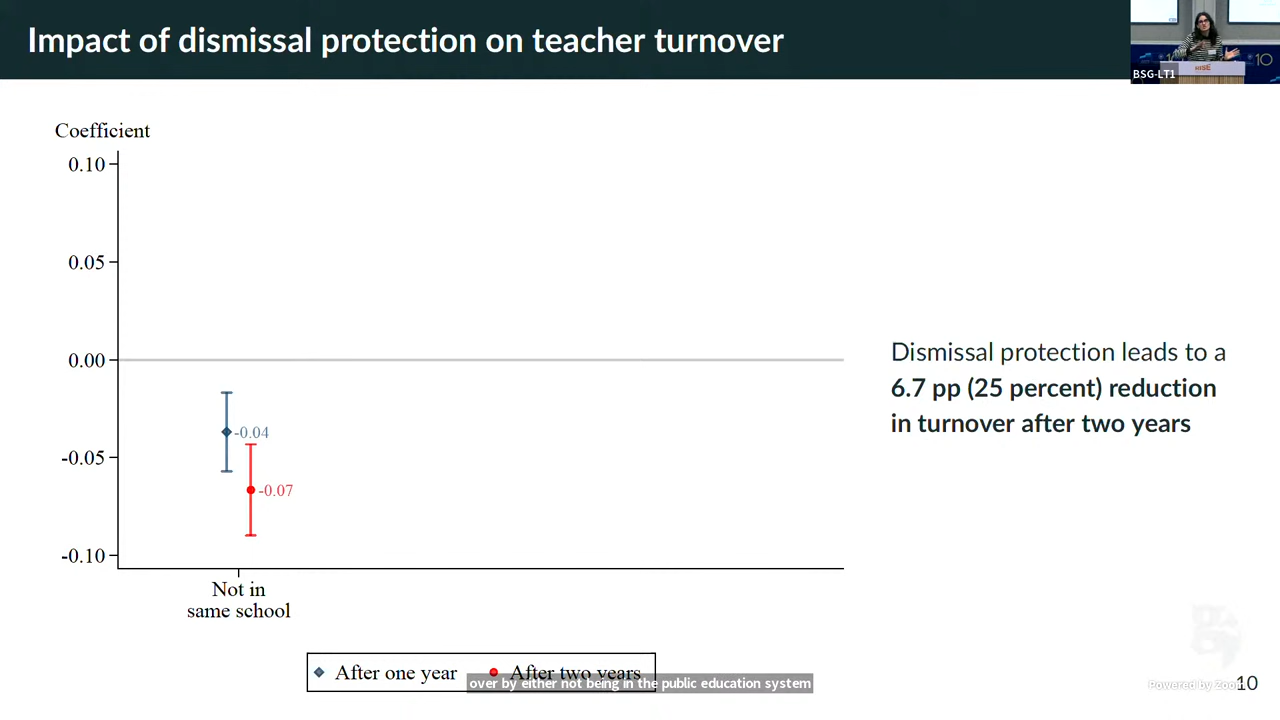 Impact of dismissal protection on teacher turnover
BSG-LT1
RISE
10
Coefficient
0.10
0.05
0.00
-0.05
-0.10
-0.04
-0.07
Not in
same school
Dismissal protection leads to a
6.7 pp (25 percent) reduction
in turnover after two years
After one year
After two years
over by either not being in the public education system
Powered by Zoom
10